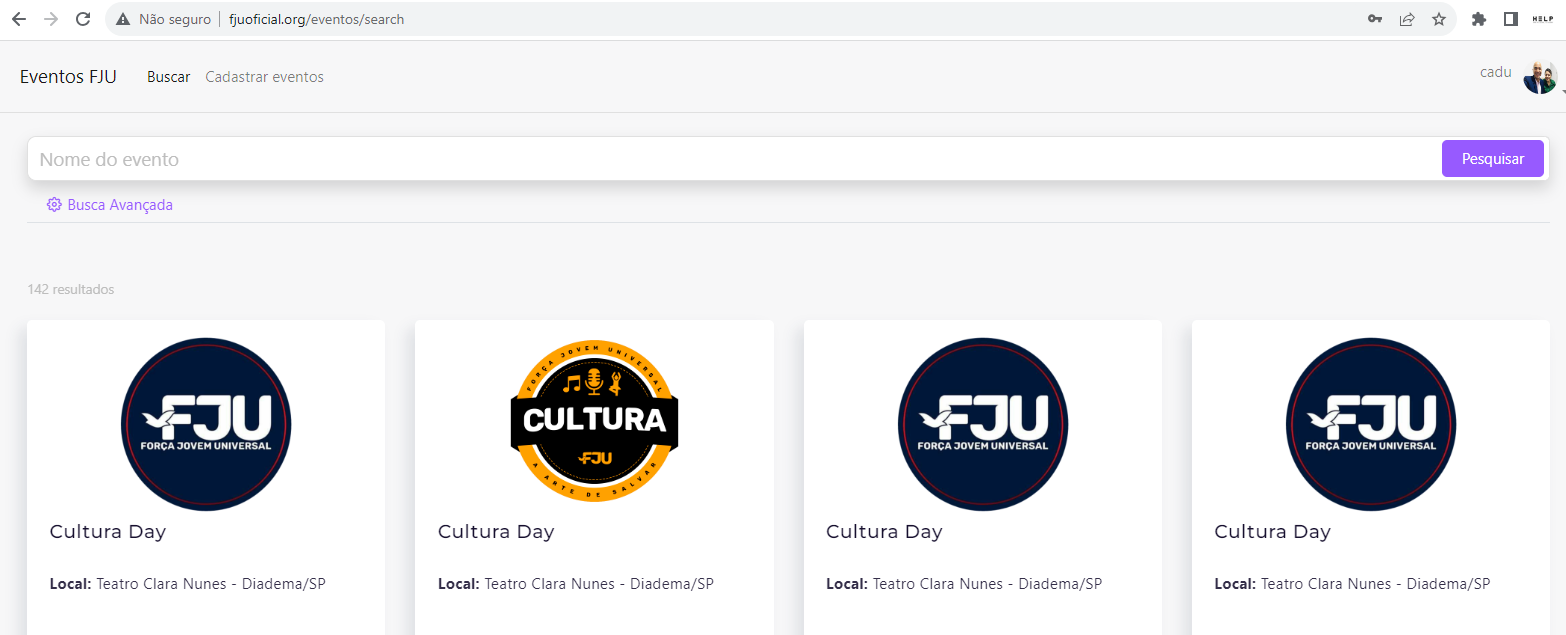 Não seguro | fjuoficial.org/eventos/search
HELP
Eventos FJU Buscar Cadastrar eventos cadu
Nome do evento Pesquisar
Busca Avançada
142 resultados
FJU
FORÇA JOVEM UNIVERSAL
Cultura Day
Local: Teatro Clara Nunes - Diadema/SP
FORÇA JOVEM UNIVERSAL
CULTURA
FJU
A ARTE DE SALVAR
Cultura Day
Local: Teatro Clara Nunes - Diadema/SP
FJU
FORÇA JOVEM UNIVERSAL
Cultura Day
Local: Teatro Clara Nunes - Diadema/SP
FJU
FORÇA JOVEM UNIVERSAL
Cultura Day
Local: Teatro Clara Nunes - Diadema/SP